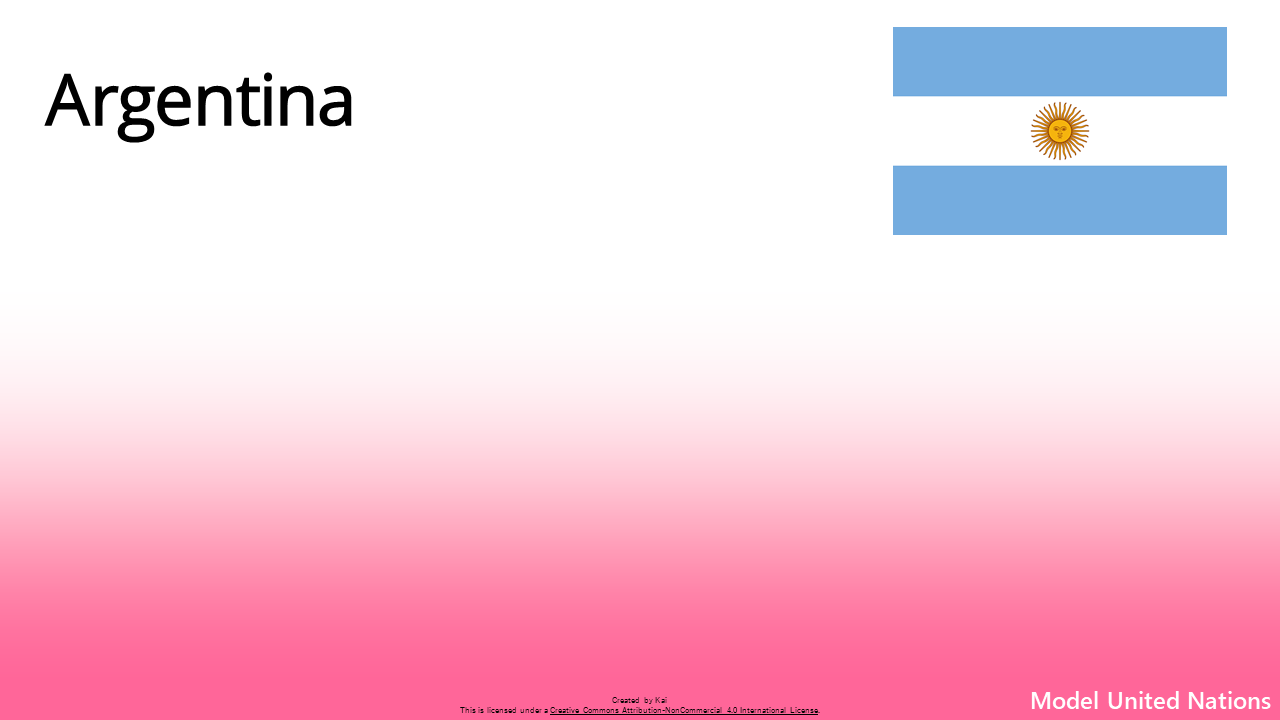 Argentina
Created by Kai
This is licensed under a Creative Commons Attribution-NonCommercial 4.0 International License.
Model United Nations